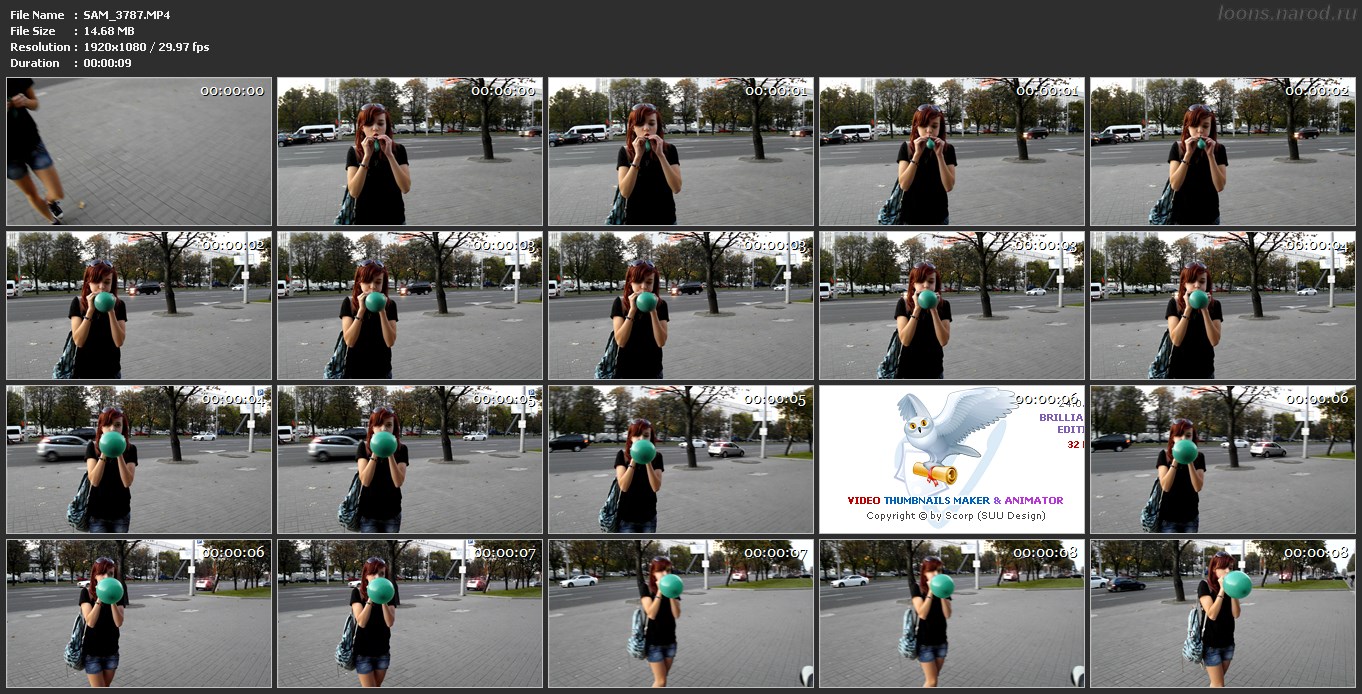 File Name : SAM_3787.MP4
loons.narod.ru
File Size : 14.68 MB
Resolution : 1920x1080 / 29.97 fps
Duration : 00:00:09
00:00:00
00:00:00
00:00:01
00:00:01
00:00:02
00:00:02
00:00:03
00:00:03
00:00:03
00:00:04
00:00:04
00:00:05
00:00:05
00:00:06
BRILLIA
EDITI
32
VIDEO THUMBNAILS MAKER & ANIMATOR
Copyright © by Scorp (SUU Design)
00:00:06
00:00:06
00:00:07
00:00:07
00:00:08
00:00:08